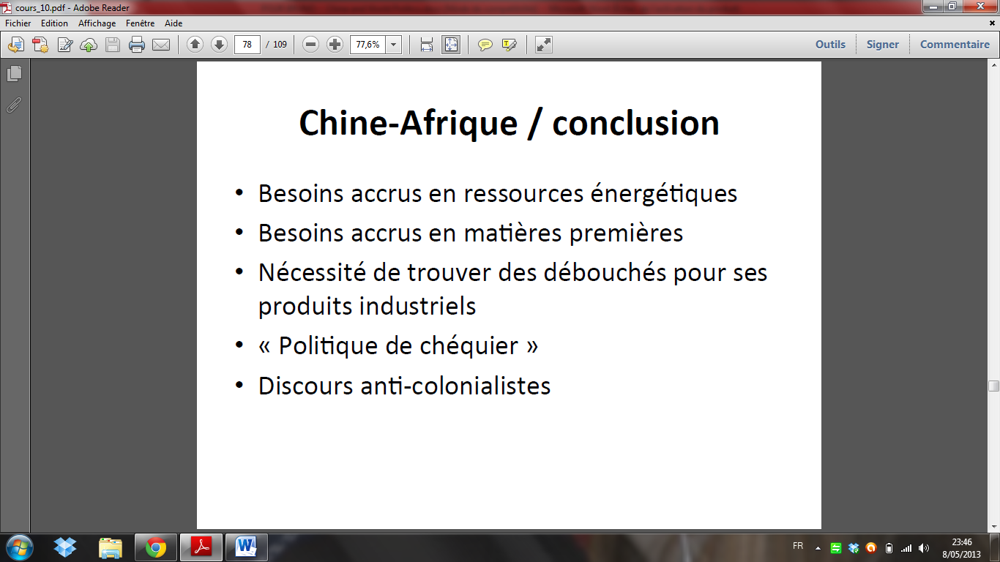 cours_10.pdf - Adobe Reader
Fichier Edition Affichage Fenêtre Aide
78 / 109 77,6% Outils Signer Commentaire
Chine-Afrique / conclusion
• Besoins accrus en ressources énergétiques
• Besoins accrus en matières premières
• Nécessité de trouver des débouchés pour ses
produits industriels
• « Politique de chéquier »
• Discours anti-colonialistes
FR
23:46
8/05/2013